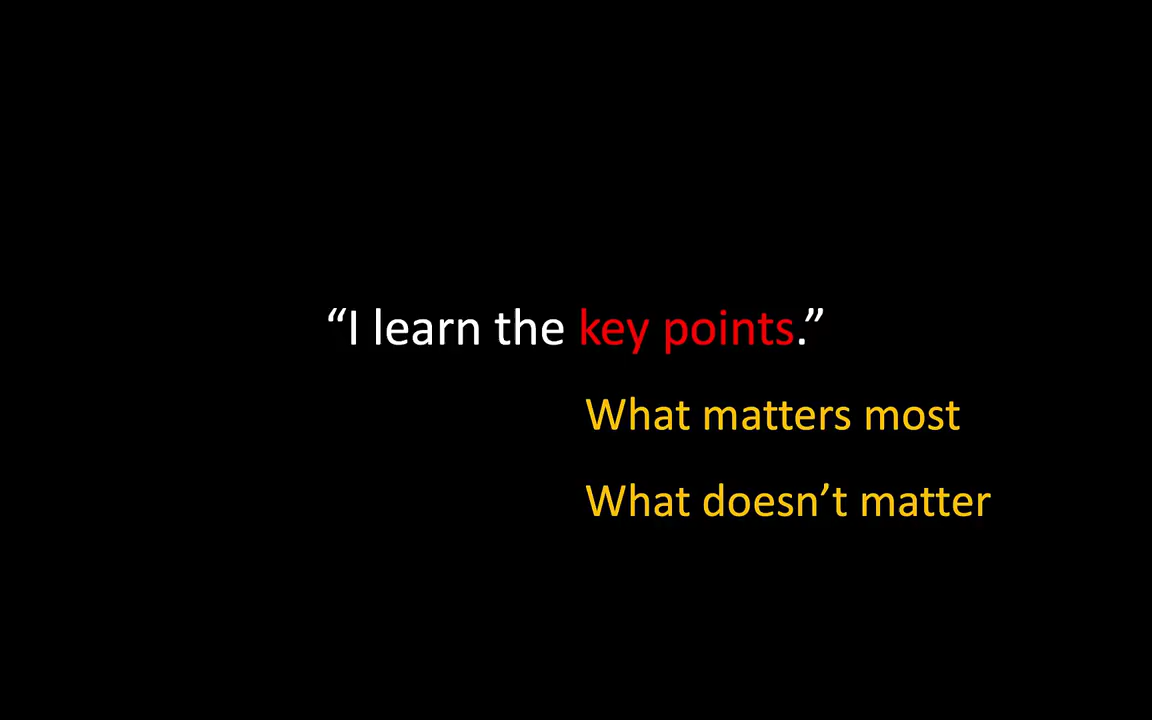 “I learn the key points.”
What matters most
What doesn’t matter